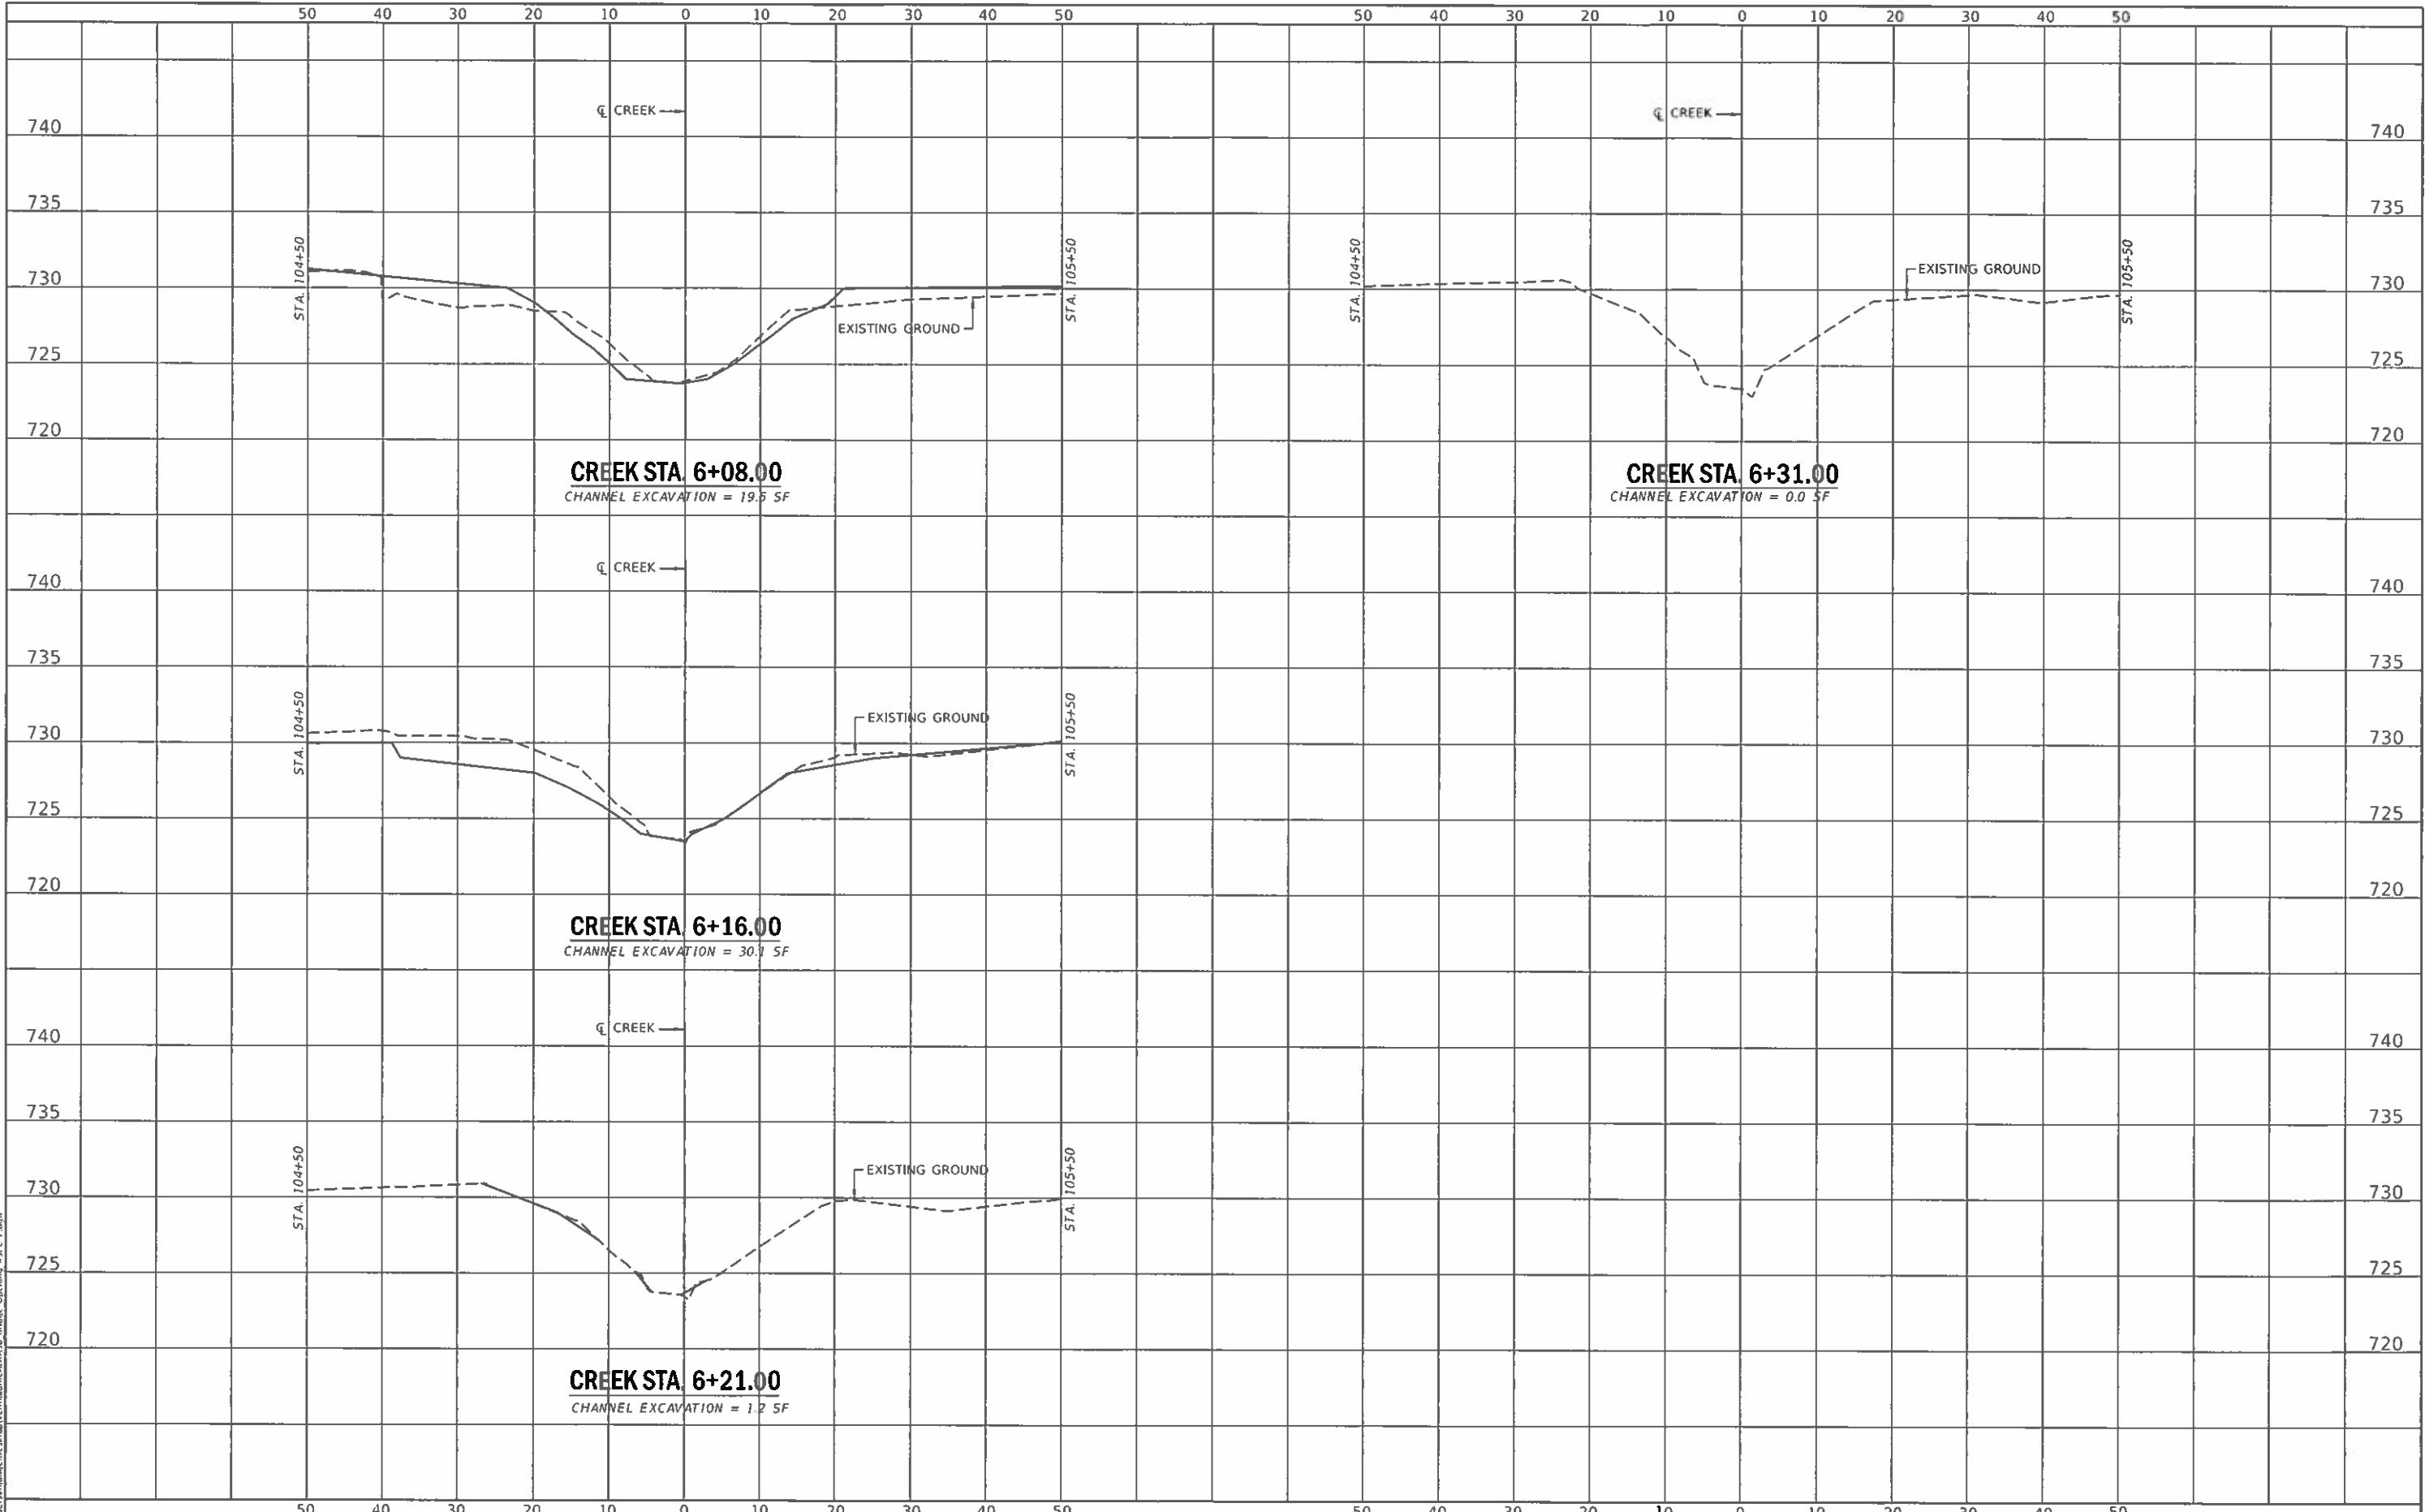 50 40 30 20 10 0 10 20 30 40 50 50 40 30 20 10 0 10 20 30 40 50
℄ CREEK
℄ CREEK
740
740
735
735
STA. 104+50
STA. 105+50
STA. 104+50
STA. 105+50
730
EXISTING GROUND
730
EXISTING GROUND
725
725
720
720
CREEK STA. 6+08.00
CHANNEL EXCAVATION = 19.5 SF
CREEK STA. 6+31.00
CHANNEL EXCAVATION = 0.0 SF
℄ CREEK
740
740
735
735
STA. 104+50
STA. 105+50
EXISTING GROUND
730
730
725
725
720
720
CREEK STA. 6+16.00
CHANNEL EXCAVATION = 30.1 SF
℄ CREEK
740
740
735
735
STA. 104+50
STA. 105+50
EXISTING GROUND
730
730
725
725
720
720
CREEK STA. 6+21.00
CHANNEL EXCAVATION = 1.2 SF
50 40 30 20 10 0 10 20 30 40 50 50 40 30 20 10 0 10 20 30 40 50